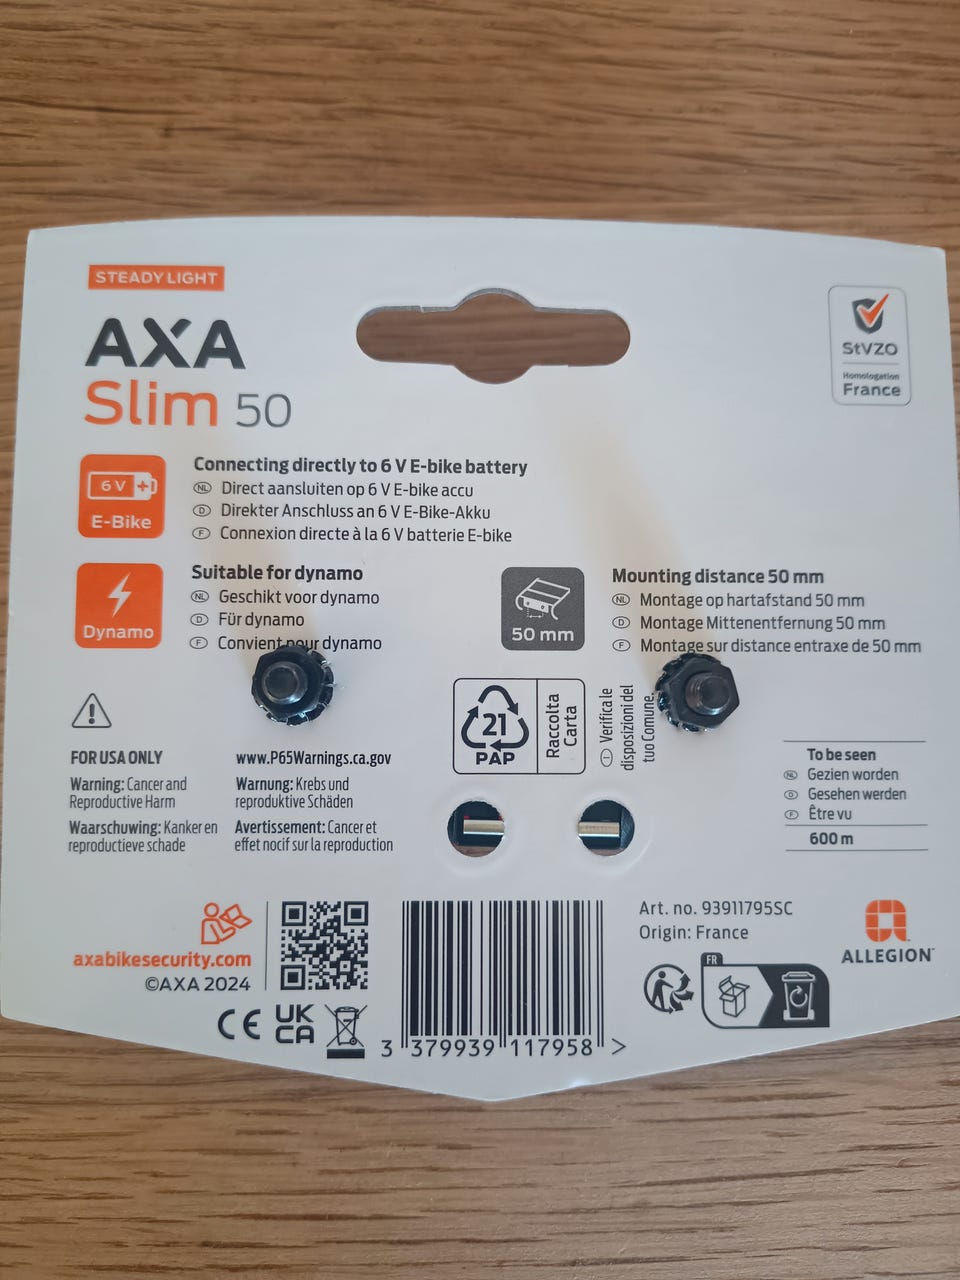 STEADY LIGHT
AXA
Slim 50
StVZO
Homologation
France
6 V
E-Bike
Connecting directly to 6 V E-bike battery
NL Direct aansluiten op 6 V E-bike accu
D Direkter Anschluss an 6 V E-Bike-Akku
F Connexion directe à la 6 V batterie E-bike
Dynamo
Suitable for dynamo
NL Geschikt voor dynamo
D Für dynamo
F Convient pour dynamo
50 mm
Mounting distance 50 mm
NL Montage op hartafstand 50 mm
D Montage Mittenentfernung 50 mm
F Montage sur distance entraxe de 50 mm
FOR USA ONLY
Warning: Cancer and
Reproductive Harm
Waarschuwing: Kanker en
reproductieve schade
www.P65Warnings.ca.gov
Warnung: Krebs und
reproduktive Schäden
Avertissement: Cancer et
effet nocif sur la reproduction
21
PAP
Raccolta
Carta
I Verifica le
disposizioni del
tuo Comune.
To be seen
NL Gezien worden
D Gesehen werden
F Être vu
600 m
axabikesecurity.com
©AXA 2024
CE
UK
CA
3 379939 117958 >
Art. no. 93911795SC
Origin: France
FR
ALLEGION™